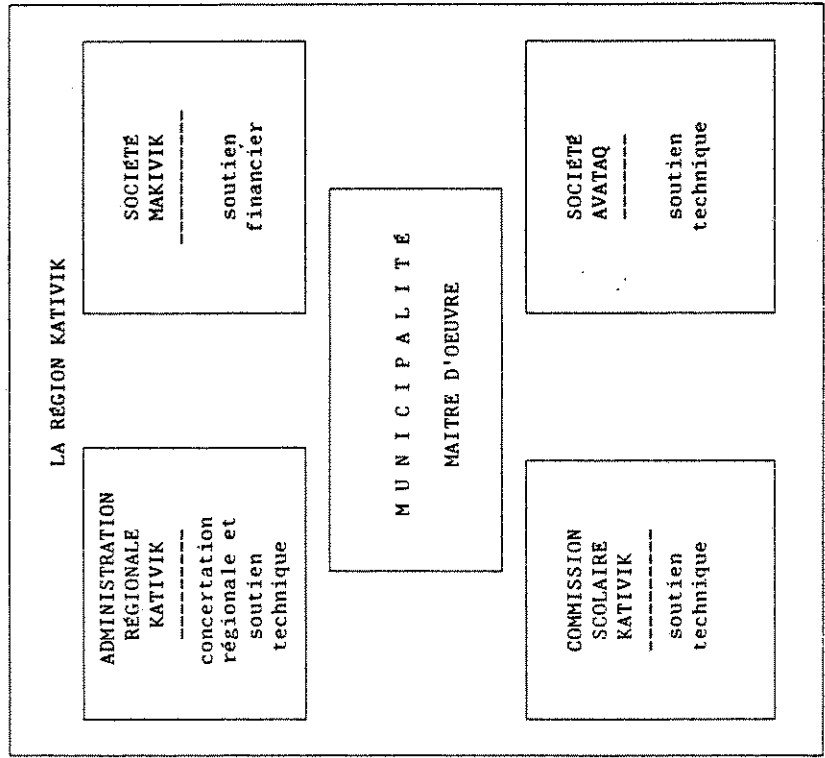 LA RÉGION KATIVIK
ADMINISTRATION
RÉGIONALE
KATIVIK
---------
concertation
régionale et
soutien
technique
SOCIÉTÉ
MAKIVIK
-----------
soutien
financier
M U N I C I P A L I T É
MAITRE D'OEUVRE
COMMISSION
SCOLAIRE
KATIVIK
----------
soutien
technique
SOCIÉTÉ
AVATAQ
-------
soutien
technique